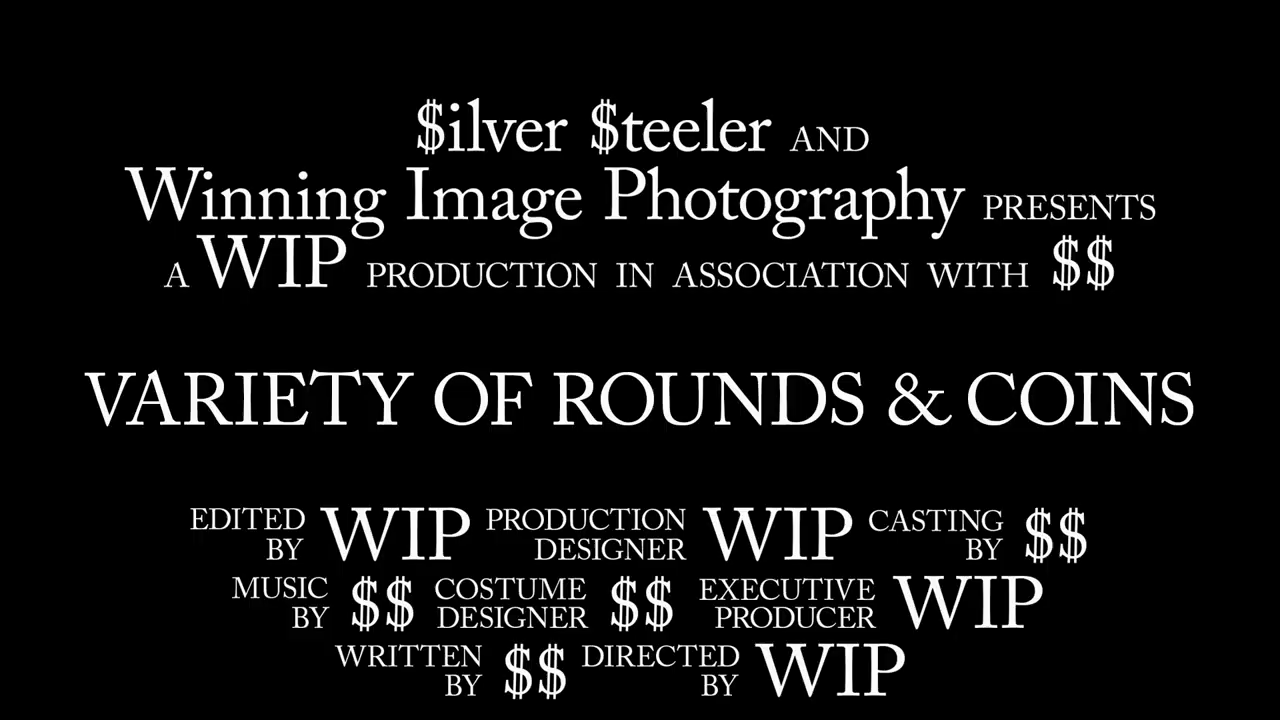 $ilver $teeler AND
Winning Image Photography PRESENTS
A WIP PRODUCTION IN ASSOCIATION WITH $$
VARIETY OF ROUNDS & COINS
EDITED BY WIP PRODUCTION DESIGNER WIP CASTING BY $$
MUSIC BY $$ COSTUME DESIGNER $$ EXECUTIVE PRODUCER WIP
WRITTEN BY $$ DIRECTED BY WIP